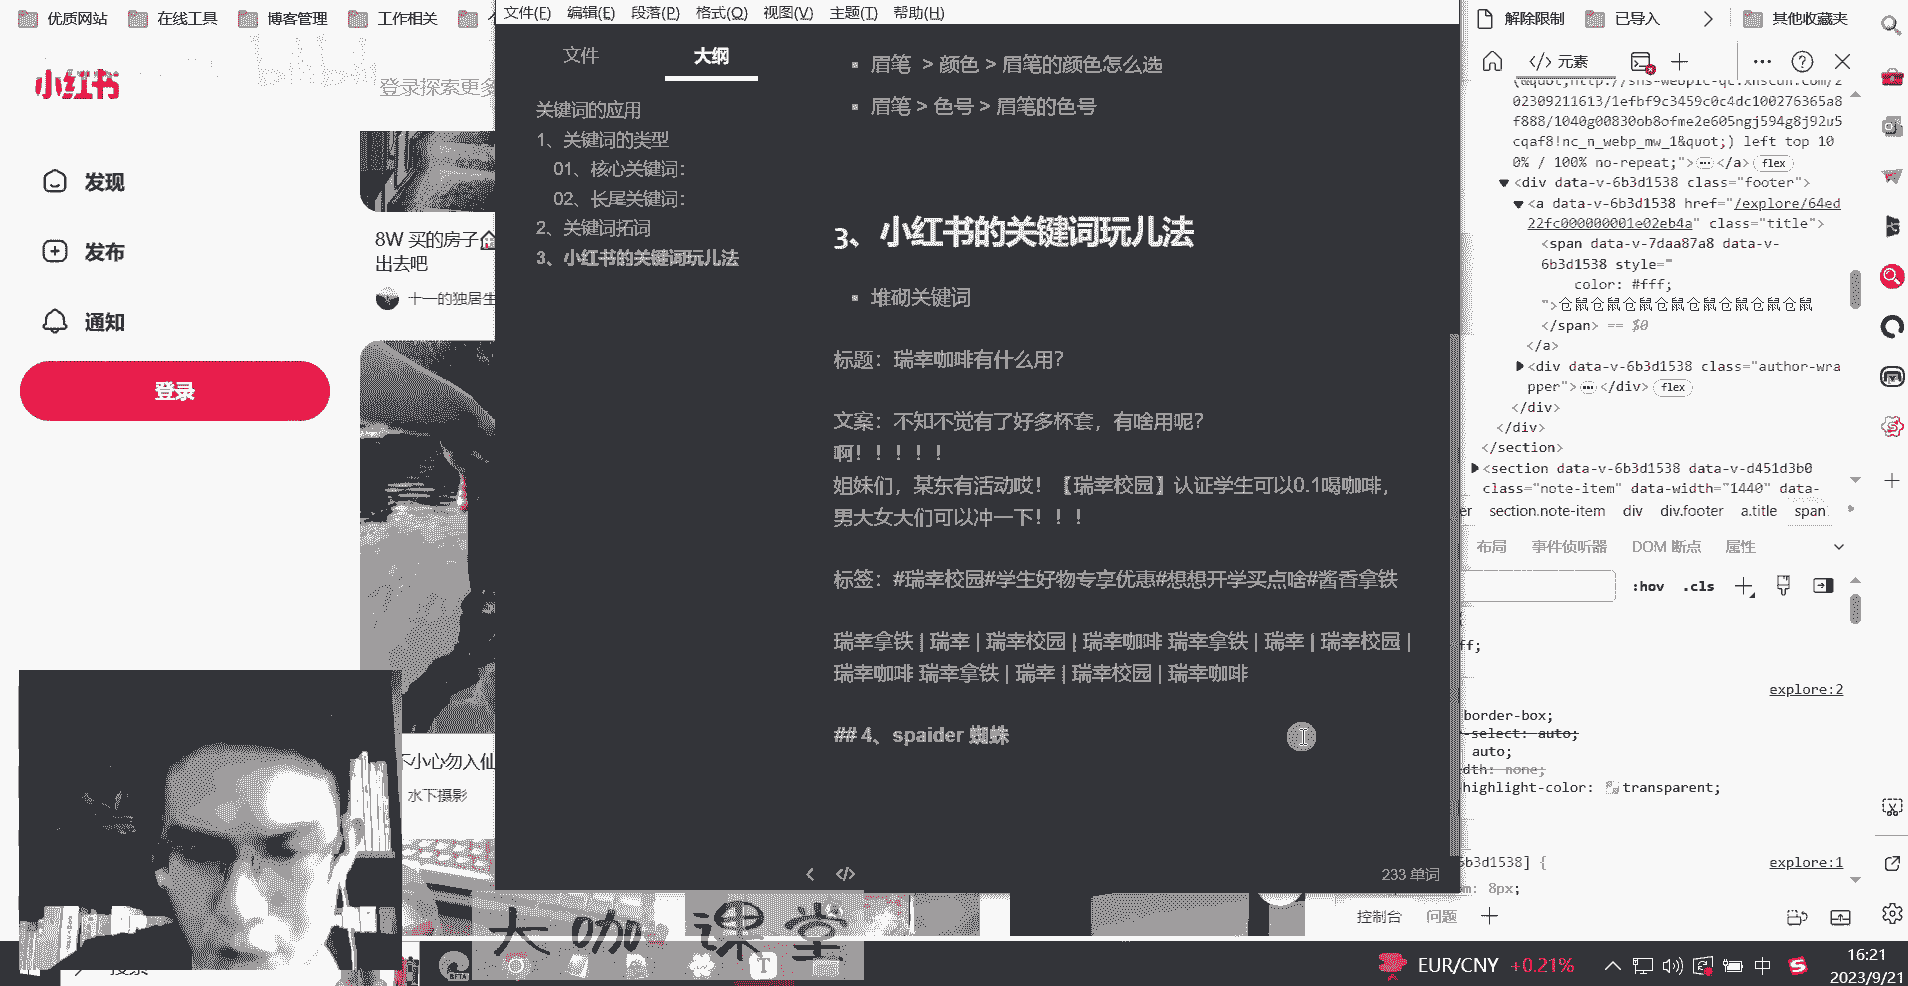 优质网站
在线工具
博客管理
工作相关
文件(F) 编辑(E) 段落(P) 格式(O) 视图(V) 主题(T) 帮助(H)
解除限制
已导入
其他收藏夹
小红书
登录探索更多
发现
发布
通知
登录
8W 买的房子
出去吧
十一的独居生
不小心勿入仙
水下摄影
文件
大纲
关键词的应用
1、关键词的类型
01、核心关键词：
02、长尾关键词：
2、关键词拓词
3、小红书的关键词玩儿法
眉笔 > 颜色 > 眉笔的颜色怎么选
眉笔 > 色号 > 眉笔的色号
3、小红书的关键词玩儿法
堆砌关键词
标题：瑞幸咖啡有什么用？
文案：不知不觉有了好多杯套，有啥用呢？
啊！！！！！
姐妹们，某东有活动哎！【瑞幸校园】认证学生可以0.1喝咖啡，
男大女大们可以冲一下！！！
标签：#瑞幸校园#学生好物专享优惠#想想开学买点啥#酱香拿铁
瑞幸拿铁 | 瑞幸 | 瑞幸校园 | 瑞幸咖啡 瑞幸拿铁 | 瑞幸 | 瑞幸校园 |
瑞幸咖啡 瑞幸拿铁 | 瑞幸 | 瑞幸校园 | 瑞幸咖啡
## 4、spaider 蜘蛛
233 单词
</> 元素
02309211613/1efbf9c3459c0c4dc100276365a8
f888/1040g00830ob8ofme2e605ngj594g8j92u5
cqaf8!nc_n_webp_mw_1&quot;) left top 10
0% / 100% no-repeat;">…</a> flex
▼<div data-v-6b3d1538 class="footer">
▼<a data-v-6b3d1538 href="/explore/64ed
22fc000000001e02eb4a" class="title">
<span data-v-7daa87a8 data-v-
6b3d1538 style="
color: #fff;
">仓鼠仓鼠仓鼠仓鼠仓鼠仓鼠仓鼠仓鼠
</span> == $0
</a>
▶<div data-v-6b3d1538 class="author-wra
pper">…</div> flex
</div>
</div>
</section>
▶<section data-v-6b3d1538 data-v-d451d3b0
class="note-item" data-width="1440" data-
er section.note-item div div.footer a.title span
布局 事件侦听器 DOM 断点 属性
:hov .cls
ff;
explore:2
border-box;
-select: auto;
auto;
dth: none;
highlight-color: transparent;
6b3d1538] {
explore:1
m: 8px;
控制台 问题
大咖课堂
搜索
BETA
EUR/CNY +0.21%
中
16:21
2023/9/21